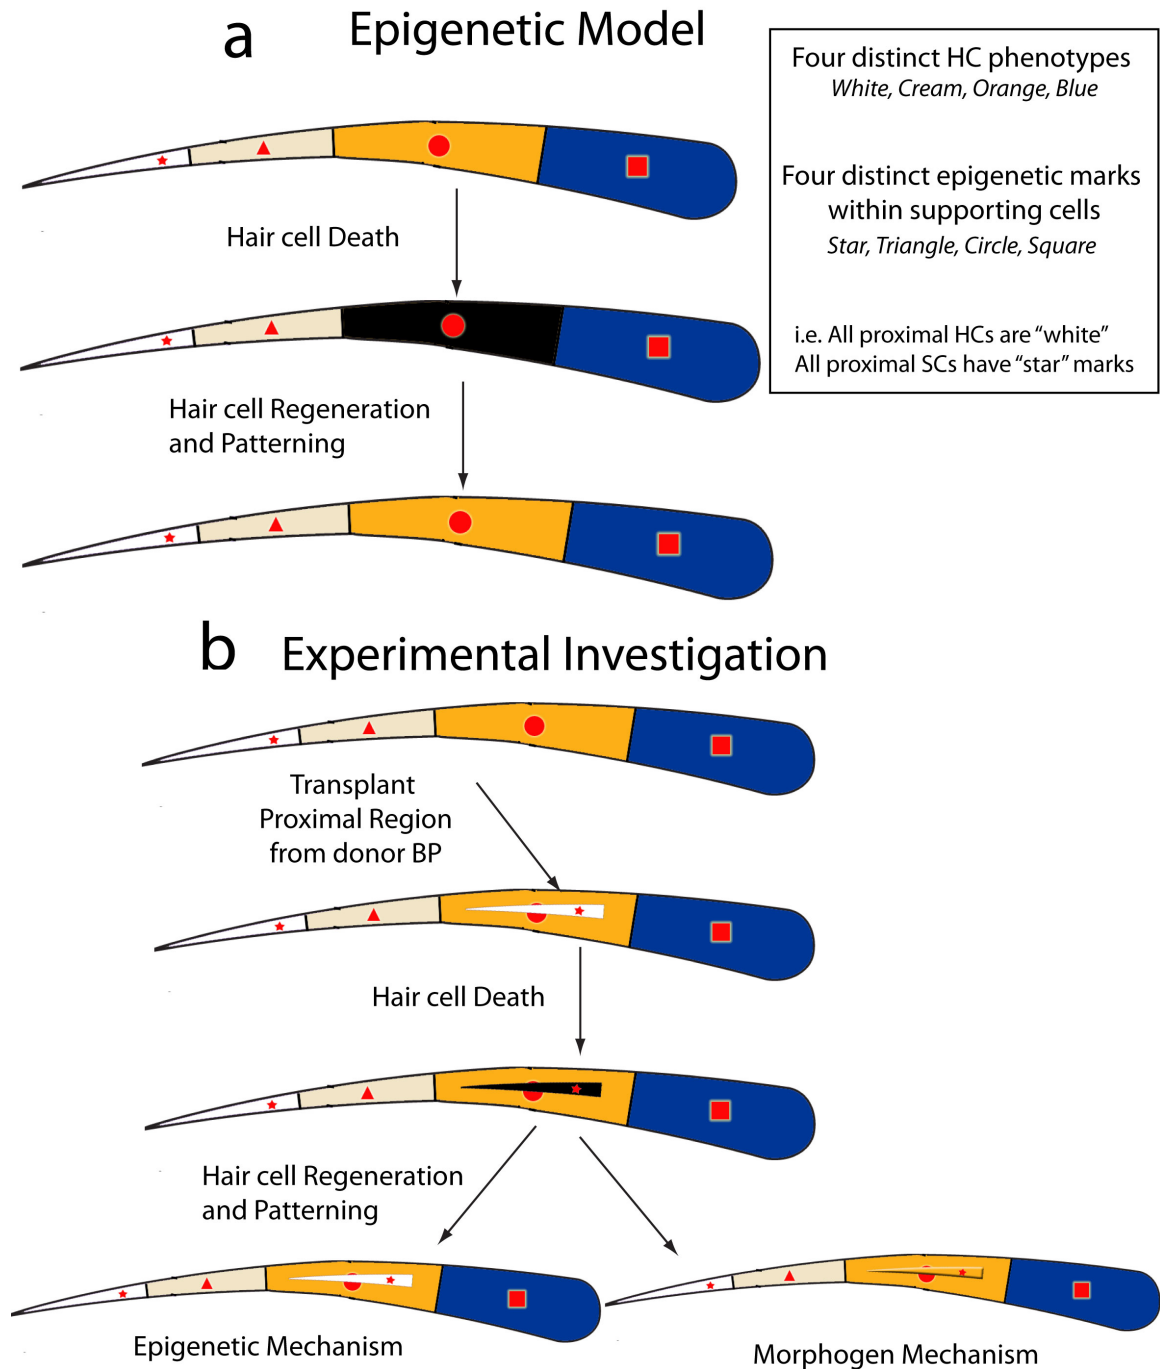 a
Epigenetic Model
Four distinct HC phenotypes
White, Cream, Orange, Blue
Four distinct epigenetic marks
within supporting cells
Star, Triangle, Circle, Square
i.e. All proximal HCs are “white”
All proximal SCs have “star” marks
Hair cell Death
Hair cell Regeneration
and Patterning
b
Experimental Investigation
Transplant
Proximal Region
from donor BP
Hair cell Death
Hair cell Regeneration
and Patterning
Epigenetic Mechanism
Morphogen Mechanism